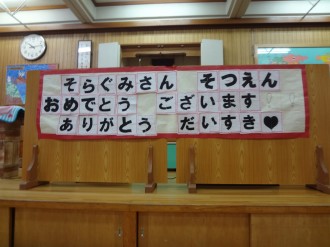 そらぐみさん そつえん
おめでとう ございます
ありがとう だいすき♥